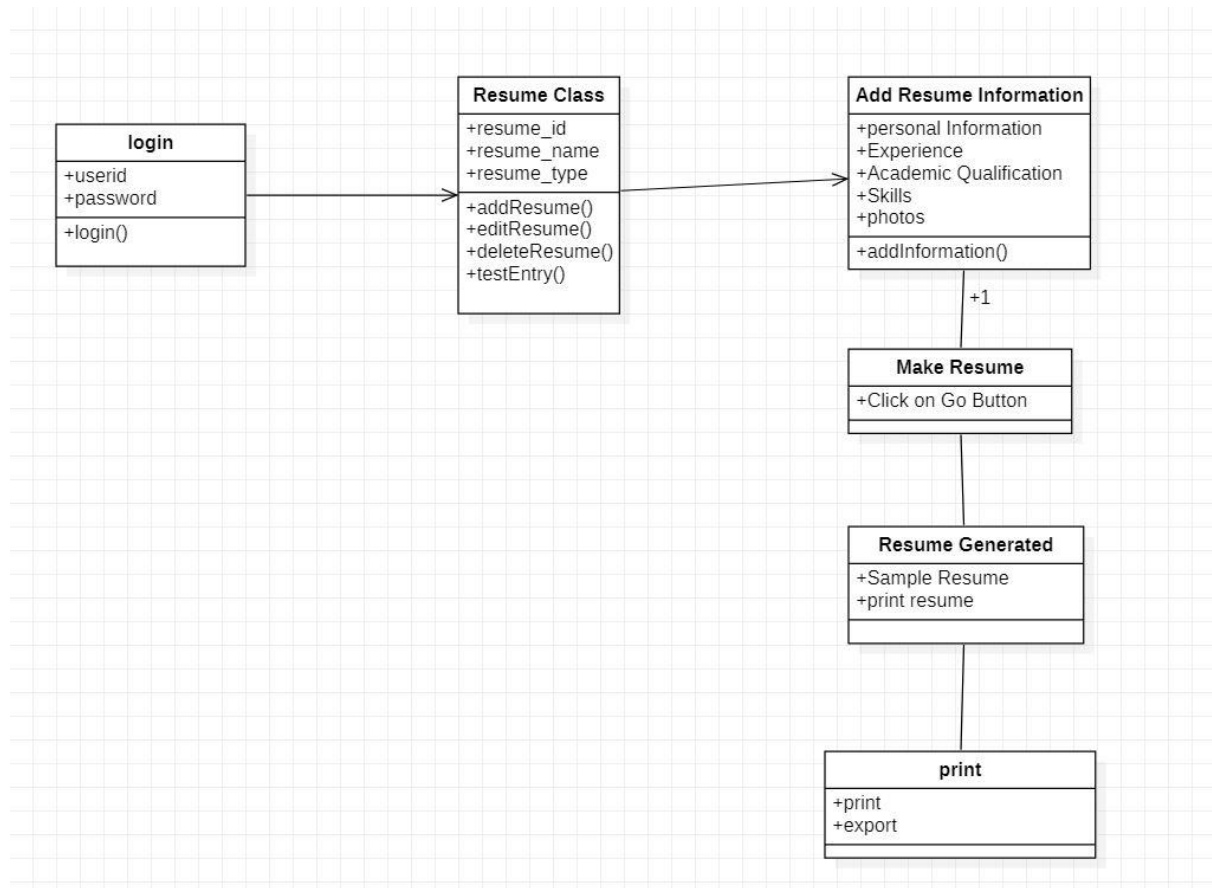 login
+userid
+password
+login()
Resume Class
+resume_id
+resume_name
+resume_type
+addResume()
+editResume()
+deleteResume()
+testEntry()
Add Resume Information
+personal Information
+Experience
+Academic Qualification
+Skills
+photos
+addInformation()
+1
Make Resume
+Click on Go Button
Resume Generated
+Sample Resume
+print resume
print
+print
+export